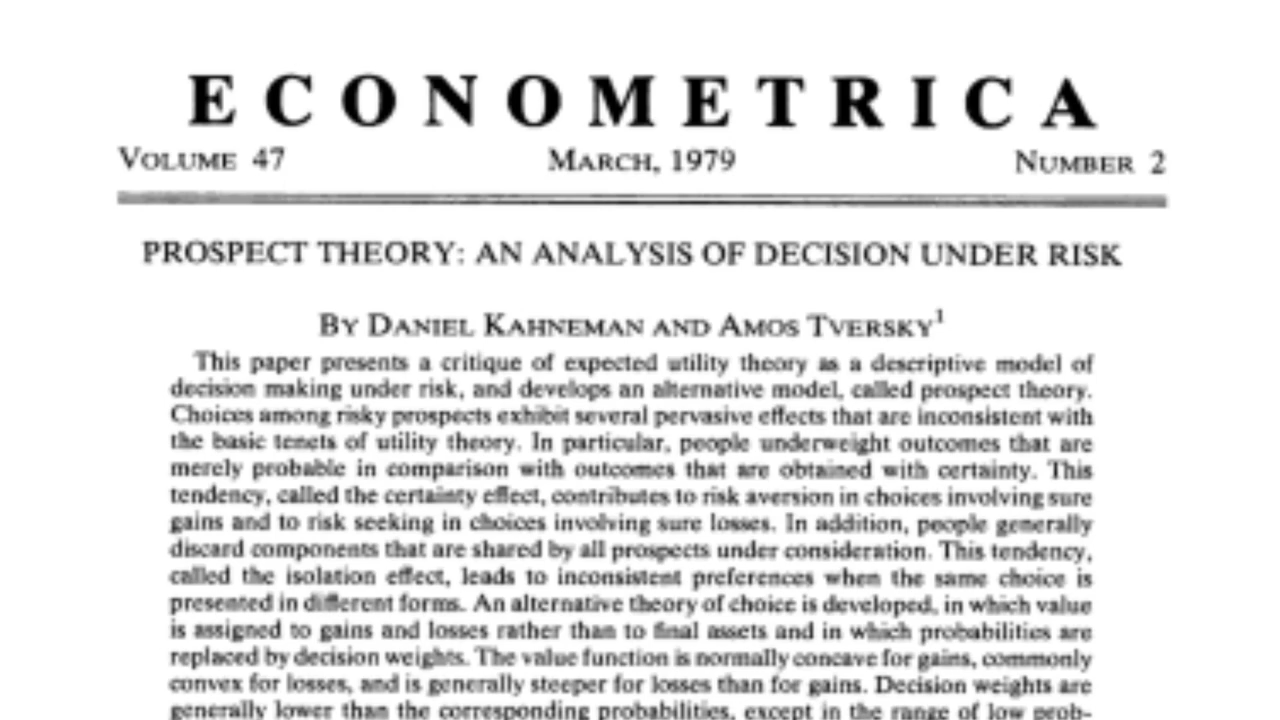 ECONOMETRICA
VOLUME 47 MARCH, 1979 NUMBER 2
PROSPECT THEORY: AN ANALYSIS OF DECISION UNDER RISK
BY DANIEL KAHNEMAN AND AMOS TVERSKY¹
This paper presents a critique of expected utility theory as a descriptive model of
decision making under risk, and develops an alternative model, called prospect theory.
Choices among risky prospects exhibit several pervasive effects that are inconsistent with
the basic tenets of utility theory. In particular, people underweight outcomes that are
merely probable in comparison with outcomes that are obtained with certainty. This
tendency, called the certainty effect, contributes to risk aversion in choices involving sure
gains and to risk seeking in choices involving sure losses. In addition, people generally
discard components that are shared by all prospects under consideration. This tendency,
called the isolation effect, leads to inconsistent preferences when the same choice is
presented in different forms. An alternative theory of choice is developed, in which value
is assigned to gains and losses rather than to final assets and in which probabilities are
replaced by decision weights. The value function is normally concave for gains, commonly
convex for losses, and is generally steeper for losses than for gains. Decision weights are
generally lower than the corresponding probabilities, except in the range of low prob-